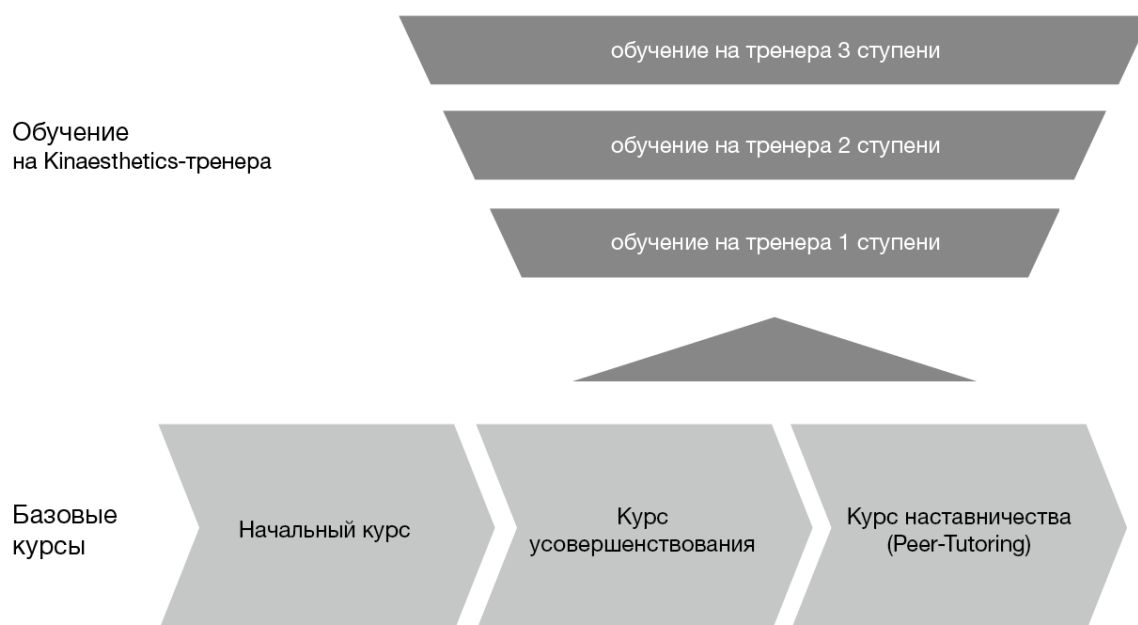 обучение на тренера 3 ступени
Обучение
на Kinaesthetics-тренера
обучение на тренера 2 ступени
обучение на тренера 1 ступени
Базовые
курсы
Начальный курс
Курс
усовершенствования
Курс наставничества
(Peer-Tutoring)